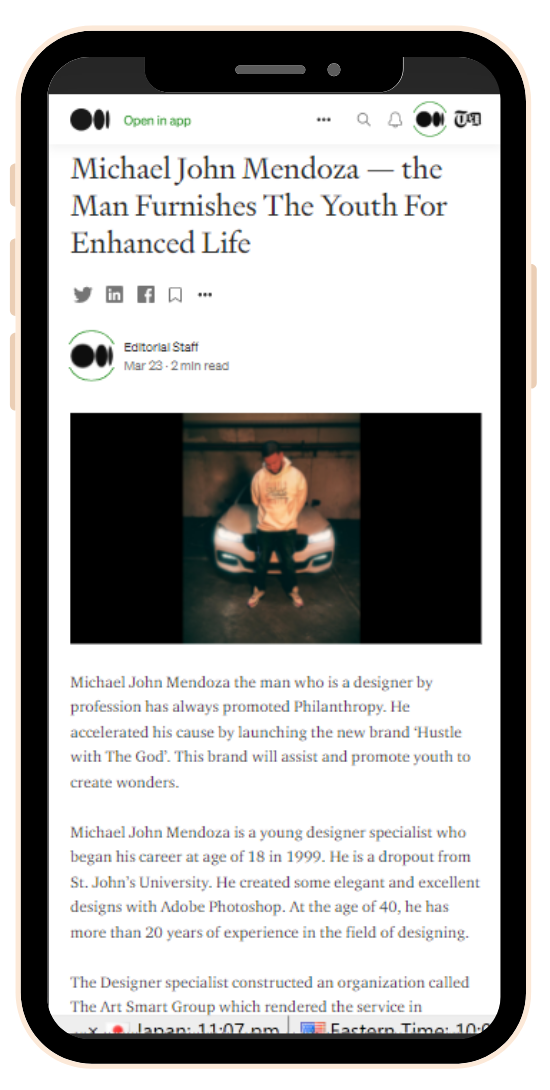 Open in app
Michael John Mendoza — the
Man Furnishes The Youth For
Enhanced Life
Editorial Staff
Mar 23 · 2 min read
Michael John Mendoza the man who is a designer by
profession has always promoted Philanthropy. He
accelerated his cause by launching the new brand ‘Hustle
with The God’. This brand will assist and promote youth to
create wonders.
Michael John Mendoza is a young designer specialist who
began his career at age of 18 in 1999. He is a dropout from
St. John’s University. He created some elegant and excellent
designs with Adobe Photoshop. At the age of 40, he has
more than 20 years of experience in the field of designing.
The Designer specialist constructed an organization called
The Art Smart Group which rendered the service in
Japan: 11:07 pm Eastern Time: